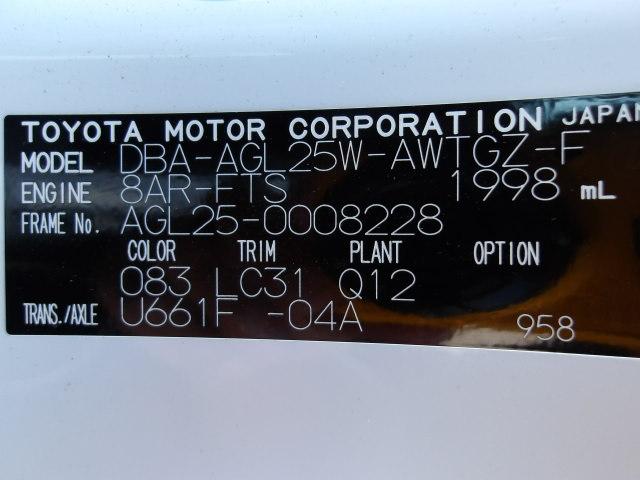 TOYOTA MOTOR CORPORATION JAPAN
MODEL DBA-AGL25W-AWTGZ-F
ENGINE 8AR-FTS 1998 mL
FRAME No. AGL25-0008228
COLOR TRIM PLANT OPTION
083 LC31 Q12
TRANS./AXLE U661F -04A 958